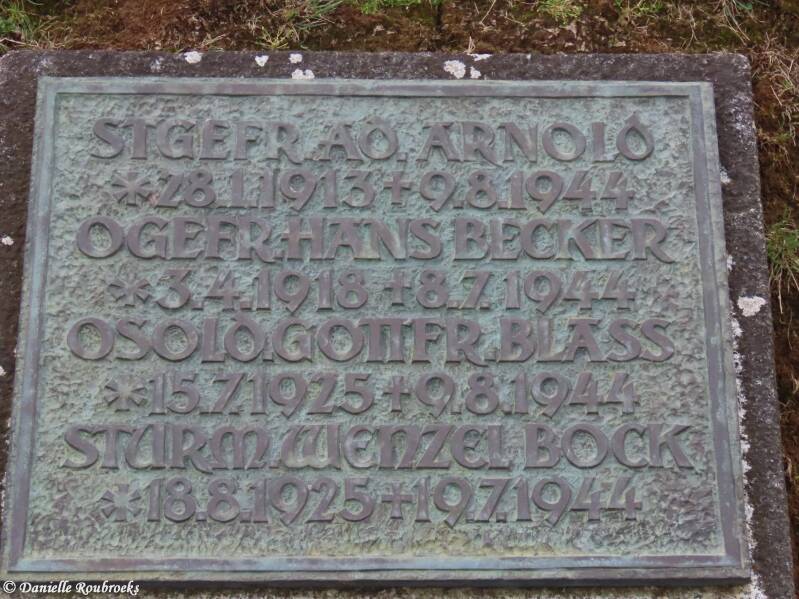 STGEFR. AD. ARNOLD
*28.1.1913 + 9.8.1944
OGEFR. HANS BECKER
*3.4.1918 + 8.7.1944
OSOLD. GOTTFR. BLASS
*15.7.1925 + 9.8.1944
STURM. WENZEL BOCK
*18.8.1925 + 19.7.1944
© Danielle Roubroeks